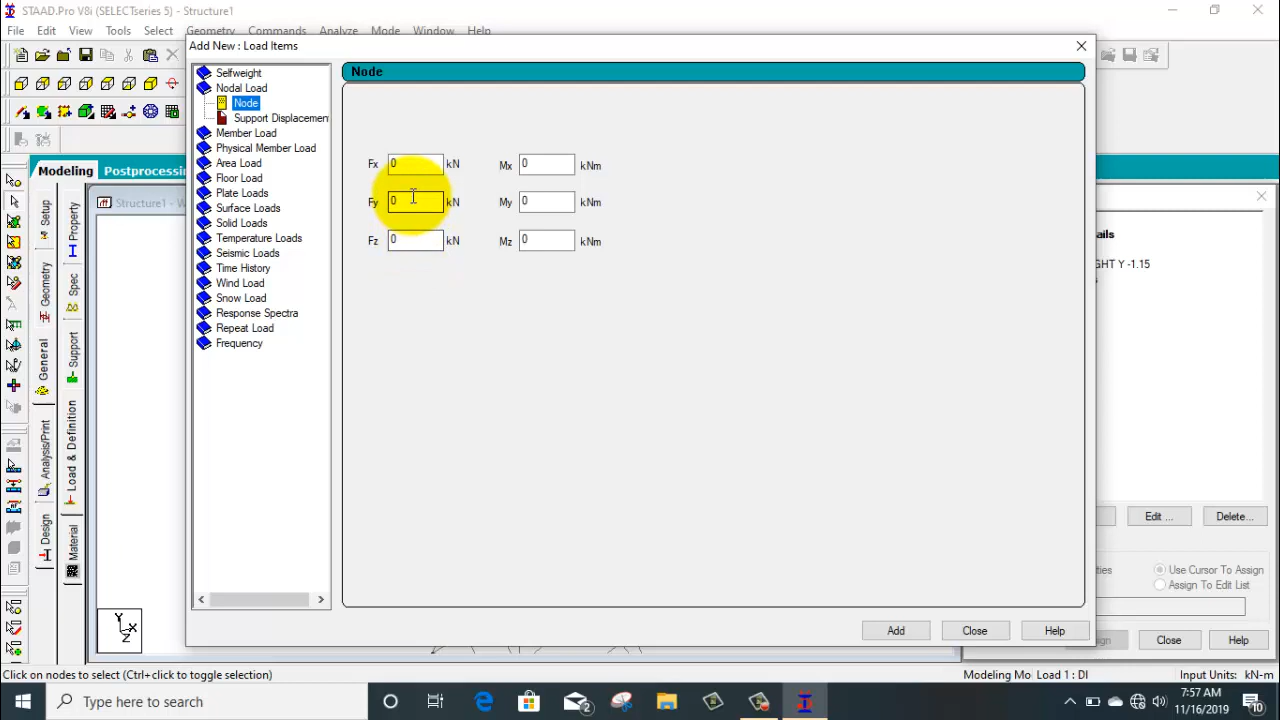 STAAD.Pro V8i (SELECTseries 5) - Structure1
File Edit View Tools Select Geometry Commands Analyze Mode Window Help
Add New : Load Items
Selfweight
Nodal Load
Node
Support Displacemen
Member Load
Physical Member Load
Area Load
Floor Load
Plate Loads
Surface Loads
Solid Loads
Temperature Loads
Seismic Loads
Time History
Wind Load
Snow Load
Response Spectra
Repeat Load
Frequency
Node
Fx 0 kN Mx 0 kNm
Fy 0 kN My 0 kNm
Fz 0 kN Mz 0 kNm
Add Close Help
Modeling Postprocessing
Structure1 - W
Setup
Geometry
General
Analysis/Print
Design
Property
Spec
Support
Load & Definition
Material
Y
X
Z
ails
GHT Y -1.15
Edit ... Delete...
ities
Use Cursor To Assign
Assign To Edit List
ign Close Help
Click on nodes to select (Ctrl+click to toggle selection)
Modeling Mo Load 1 : Dl Input Units: kN-m
Type here to search
2
7:57 AM
11/16/2019
10